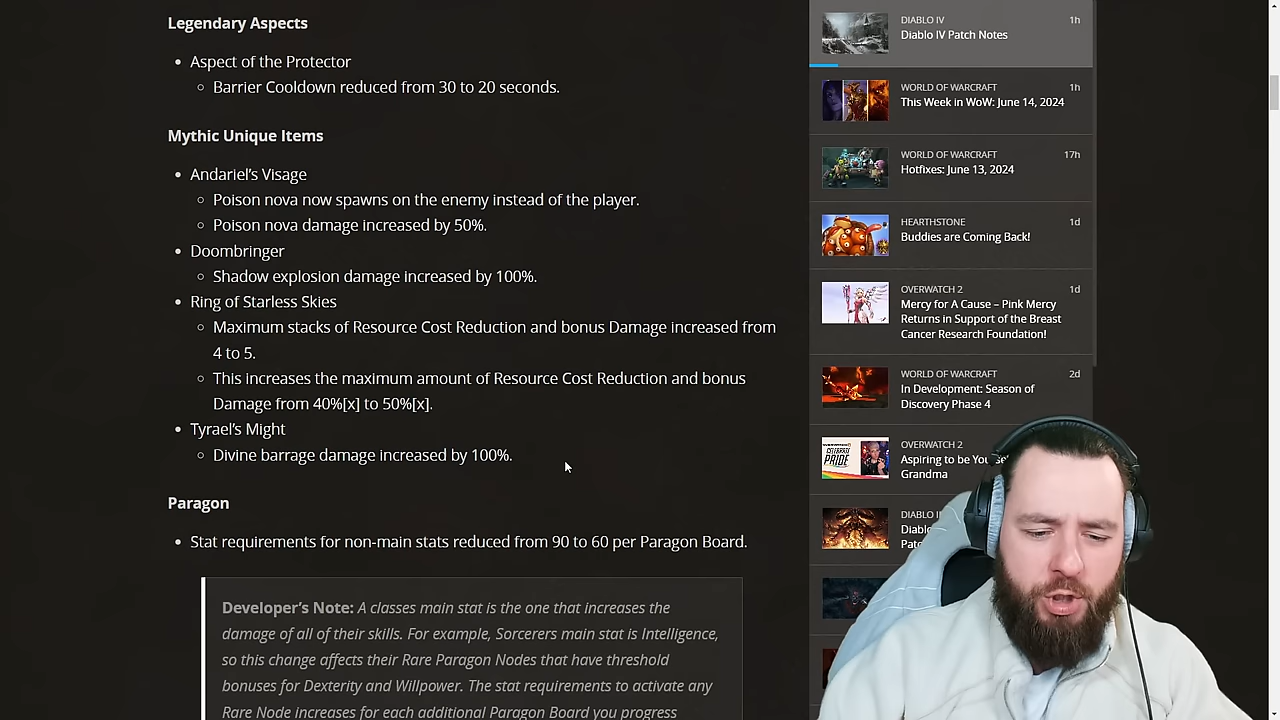 Legendary Aspects
Aspect of the Protector
Barrier Cooldown reduced from 30 to 20 seconds.
Mythic Unique Items
Andariel's Visage
Poison nova now spawns on the enemy instead of the player.
Poison nova damage increased by 50%.
Doombringer
Shadow explosion damage increased by 100%.
Ring of Starless Skies
Maximum stacks of Resource Cost Reduction and bonus Damage increased from
4 to 5.
This increases the maximum amount of Resource Cost Reduction and bonus
Damage from 40%[x] to 50%[x].
Tyrael's Might
Divine barrage damage increased by 100%.
Paragon
Stat requirements for non-main stats reduced from 90 to 60 per Paragon Board.
Developer's Note: A classes main stat is the one that increases the
damage of all of their skills. For example, Sorcerers main stat is Intelligence,
so this change affects their Rare Paragon Nodes that have threshold
bonuses for Dexterity and Willpower. The stat requirements to activate any
Rare Node increases for each additional Paragon Board you progress
DIABLO IV 1h
Diablo IV Patch Notes
WORLD OF WARCRAFT 1h
This Week in WoW: June 14, 2024
WORLD OF WARCRAFT 17h
Hotfixes: June 13, 2024
HEARTHSTONE 1d
Buddies are Coming Back!
OVERWATCH 2 1d
Mercy for A Cause – Pink Mercy
Returns in Support of the Breast
Cancer Research Foundation!
WORLD OF WARCRAFT 2d
In Development: Season of
Discovery Phase 4
OVERWATCH 2
Aspiring to be
Grandma
DIABLO